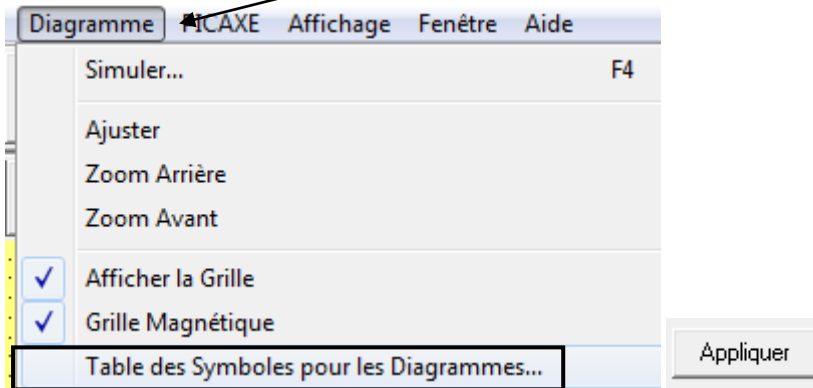 Diagramme PICAXE Affichage Fenêtre Aide
Simuler... F4
Ajuster
Zoom Arrière
Zoom Avant
Afficher la Grille
Grille Magnétique
Table des Symboles pour les Diagrammes...
Appliquer